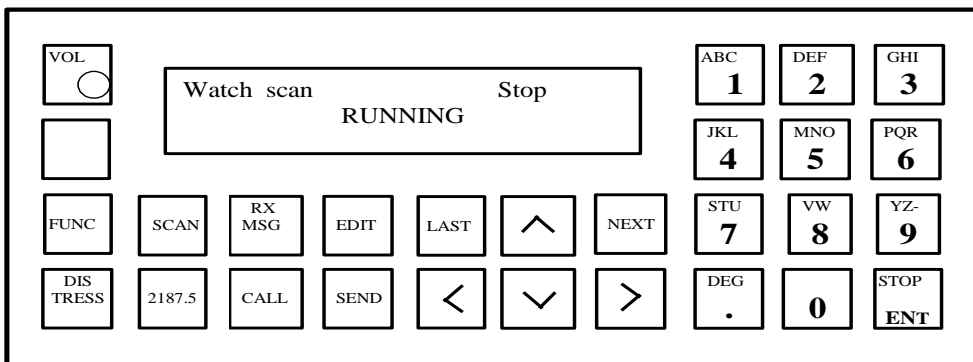 VOL
Watch scan Stop
RUNNING
ABC
1
DEF
2
GHI
3
JKL
4
MNO
5
PQR
6
FUNC
SCAN
RX
MSG
EDIT
LAST
NEXT
STU
7
VW
8
YZ-
9
DIS
TRESS
2187.5
CALL
SEND
DEG
.
0
STOP
ENT